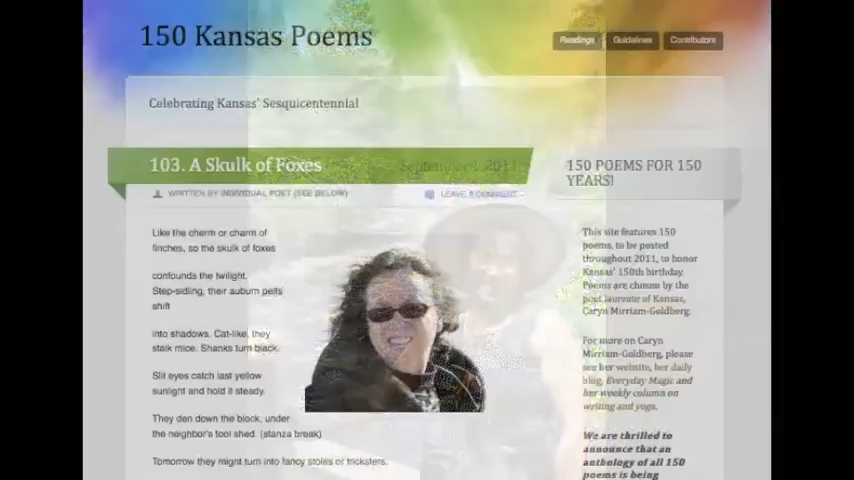 150 Kansas Poems
Readings
Guidelines
Contributors
Celebrating Kansas' Sesquicentennial
103. A Skulk of Foxes
September 2011
WRITTEN BY INDIVIDUAL POST (SEE BELOW)
LEAVE A COMMENT
Like the charm or charm of
finches, so the skulk of foxes
confounds the twilight.
Step-sidling, their auburn pelts
shift
into shadows. Cat-like, they
stalk mice. Shanks turn black.
Slit eyes catch last yellow
sunlight and hold it steady.
They den down the block, under
the neighbor's tool shed. (stanza break)
Tomorrow they might turn into fancy stoles or tricksters.
150 POEMS FOR 150
YEARS!
This site features 150
poems, to be posted
throughout 2011, to honor
Kansas' 150th birthday.
Poems are chosen by the
poet laureate of Kansas,
Caryn Mirriam-Goldberg.
For more on Caryn
Mirriam-Goldberg, please
see her website, her daily
blog, Everyday Magic and
her weekly column on
writing and yoga.
We are thrilled to
announce that an
anthology of all 150
poems is being